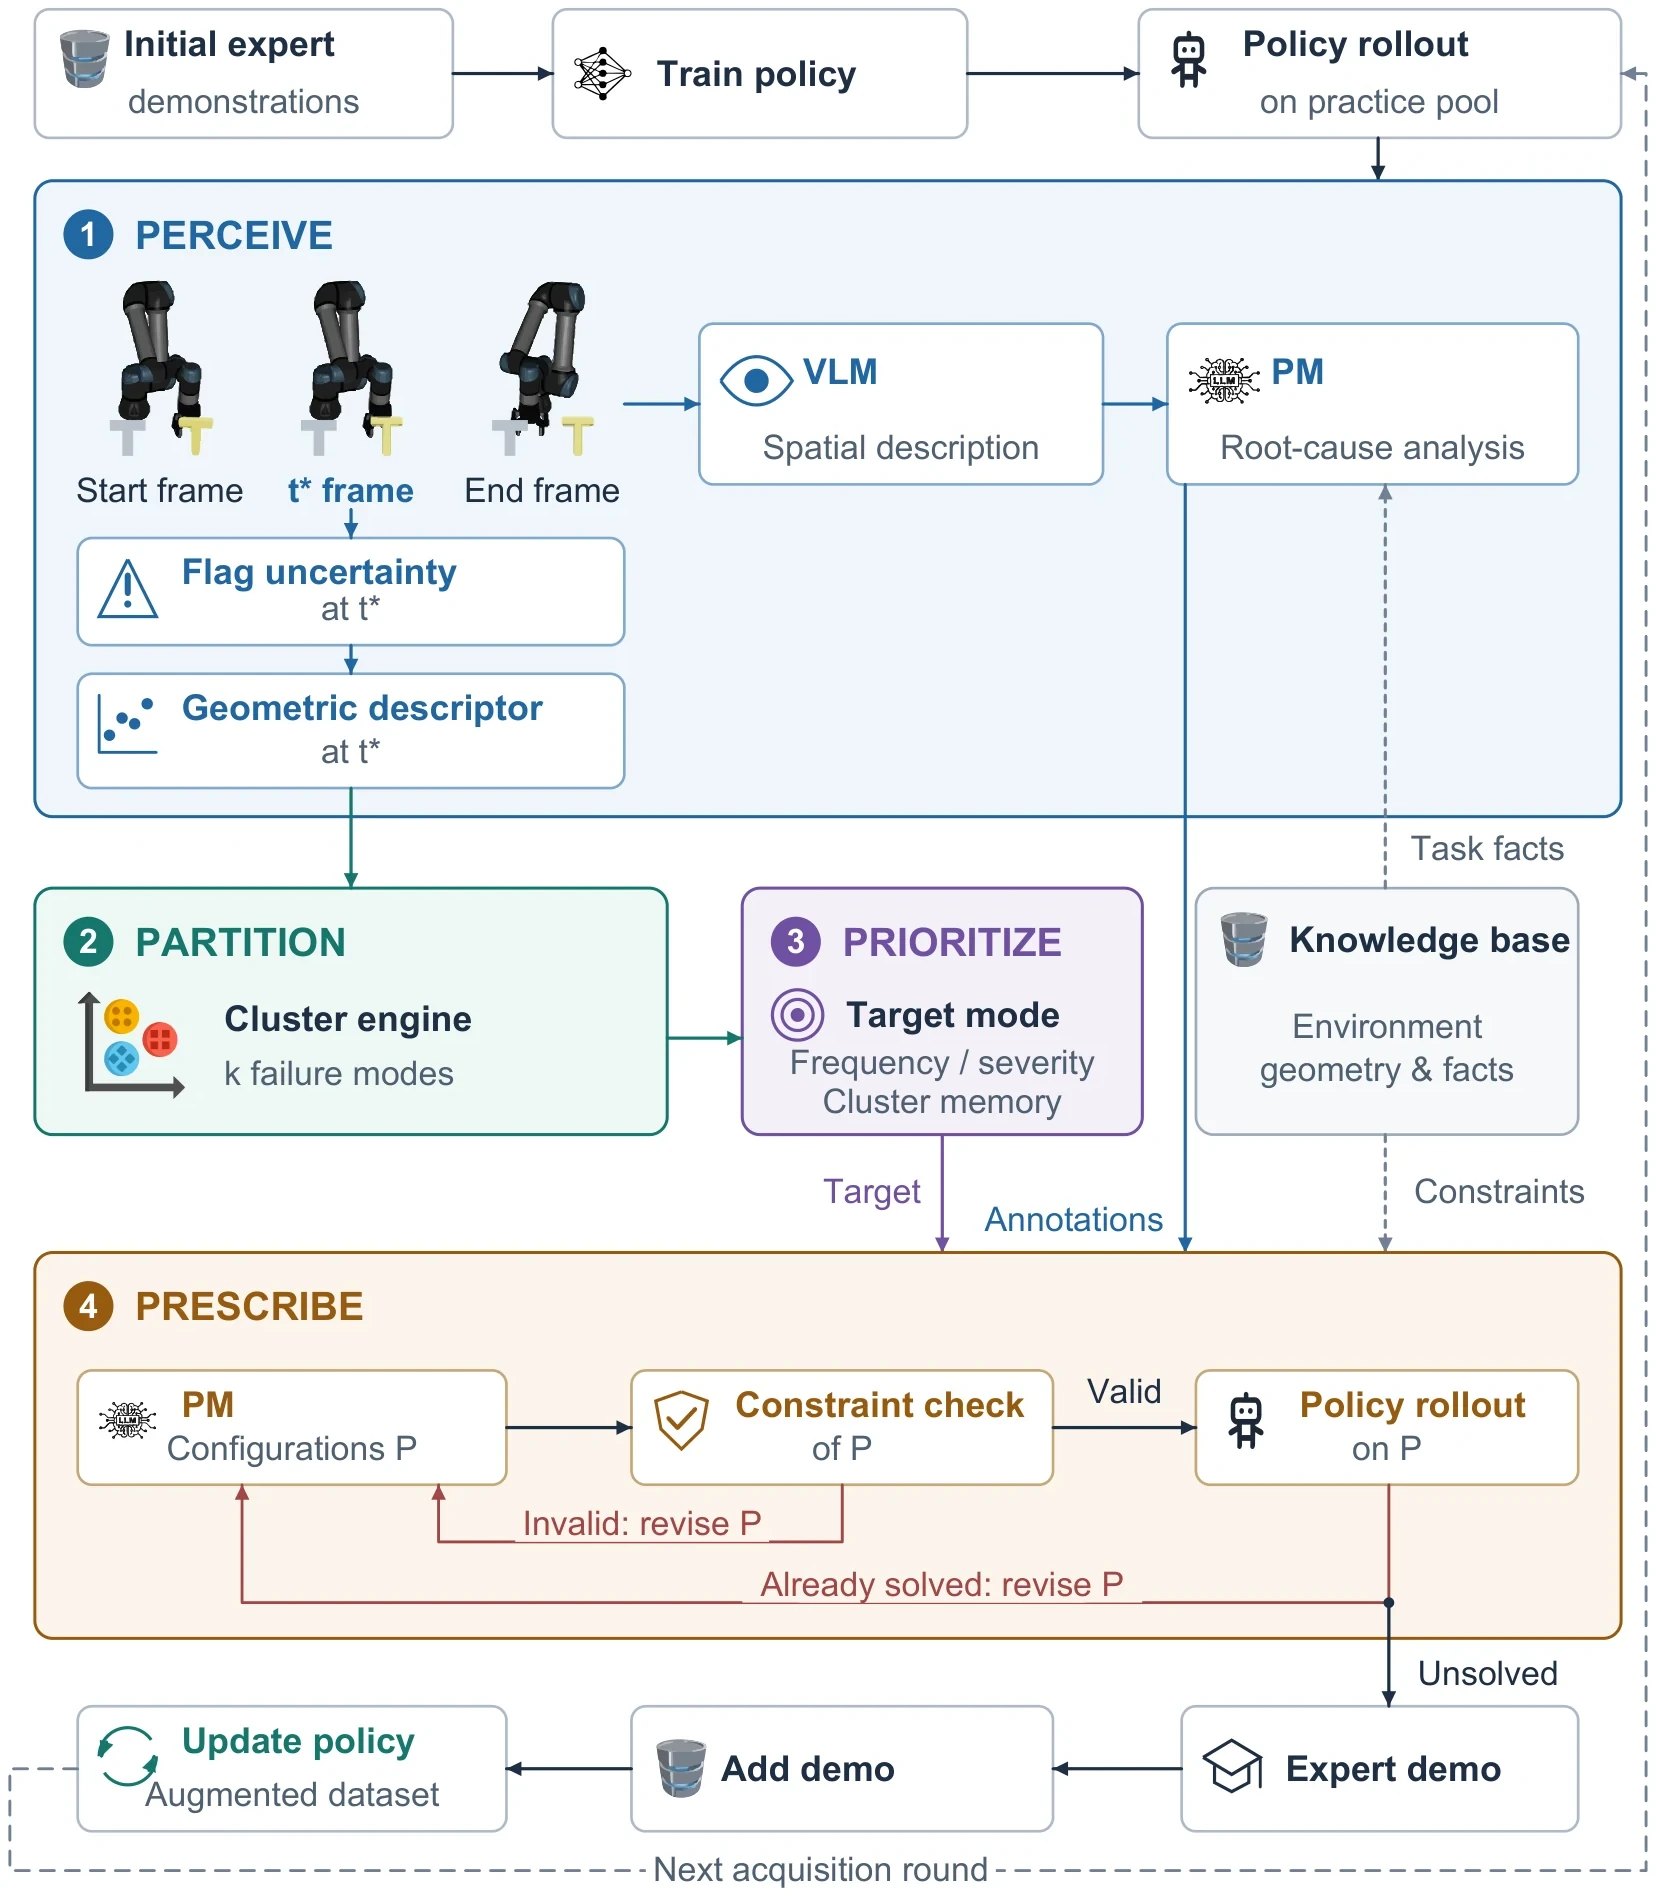 Initial expert
demonstrations
Train policy
Policy rollout
on practice pool
1 PERCEIVE
Start frame
t* frame
End frame
VLM
Spatial description
LLM
PM
Root-cause analysis
Flag uncertainty
at t*
Geometric descriptor
at t*
Task facts
2 PARTITION
Cluster engine
k failure modes
3 PRIORITIZE
Target mode
Frequency / severity
Cluster memory
Knowledge base
Environment
geometry & facts
Target
Annotations
Constraints
4 PRESCRIBE
LLM
PM
Configurations P
Constraint check
of P
Valid
Policy rollout
on P
Invalid: revise P
Already solved: revise P
Unsolved
Update policy
Augmented dataset
Add demo
Expert demo
Next acquisition round